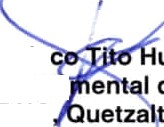 co Tito Hu
mental d
, Quetzalt